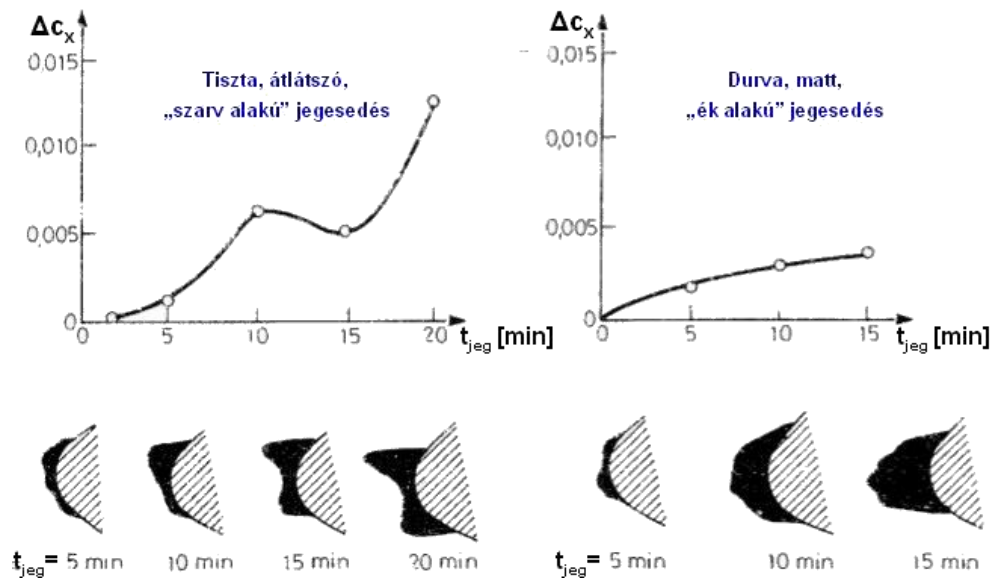 Δcx
0,015
0,010
0,005
0
Tiszta, átlátszó,
„szarv alakú” jegesedés
5 10 15 20
tjeg [min]
Δcx
0,015
0,010
0,005
0
Durva, matt,
„ék alakú” jegesedés
0 5 10 15
tjeg [min]
tjeg= 5 min 10 min 15 min 20 min
tjeg= 5 min 10 min 15 min